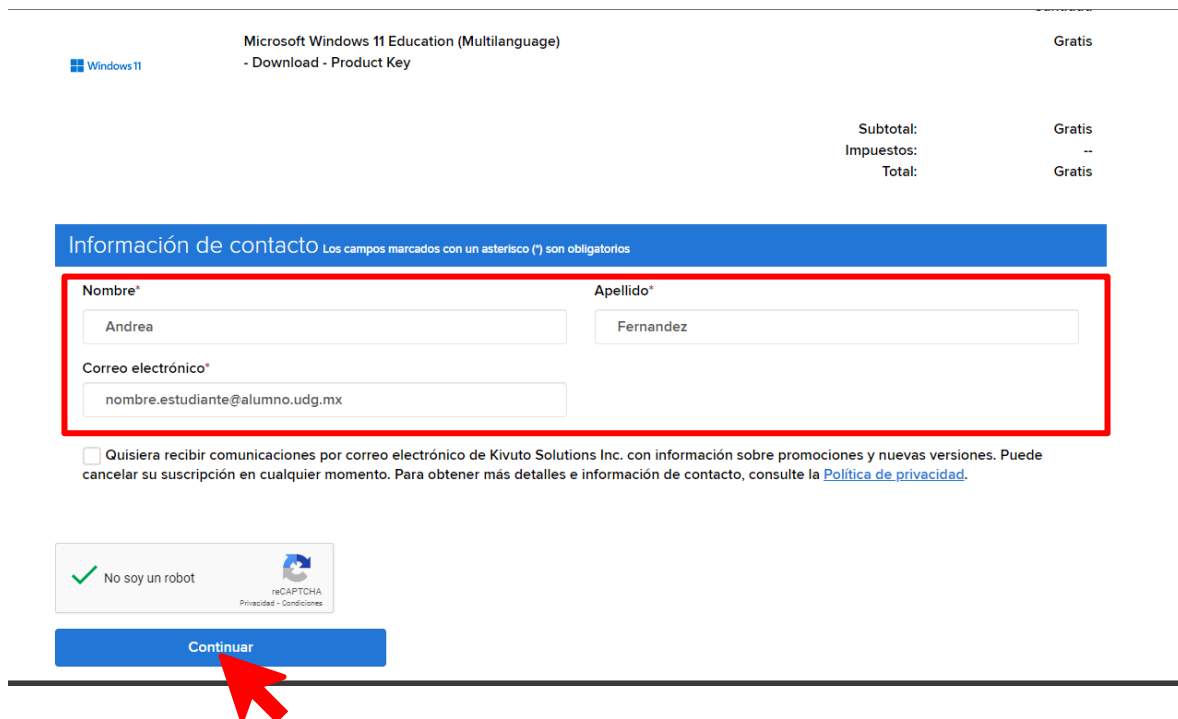 Microsoft Windows 11 Education (Multilanguage)
- Download - Product Key
Gratis
Windows 11
Subtotal: Gratis
Impuestos: --
Total: Gratis
Información de contacto Los campos marcados con un asterisco (*) son obligatorios
Nombre* Apellido*
Andrea Fernandez
Correo electrónico*
nombre.estudiante@alumno.udg.mx
Quisiera recibir comunicaciones por correo electrónico de Kivuto Solutions Inc. con información sobre promociones y nuevas versiones. Puede
cancelar su suscripción en cualquier momento. Para obtener más detalles e información de contacto, consulte la Política de privacidad.
No soy un robot
reCAPTCHA
Privacidad - Condiciones
Continuar